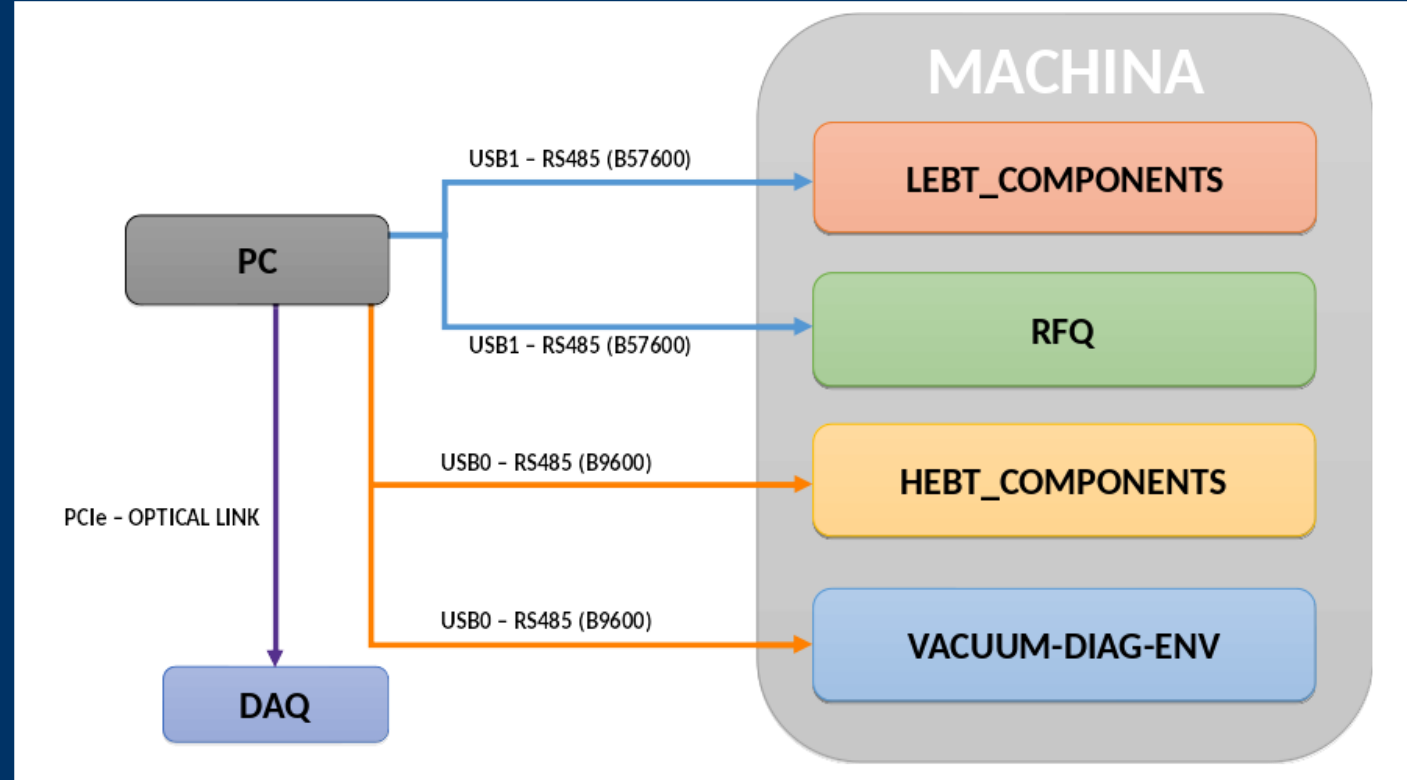 MACHINA
USB1 – RS485 (B57600)
LEBT_COMPONENTS
PC
RFQ
USB1 – RS485 (B57600)
USB0 – RS485 (B9600)
HEBT_COMPONENTS
PCIe – OPTICAL LINK
USB0 – RS485 (B9600)
VACUUM-DIAG-ENV
DAQ